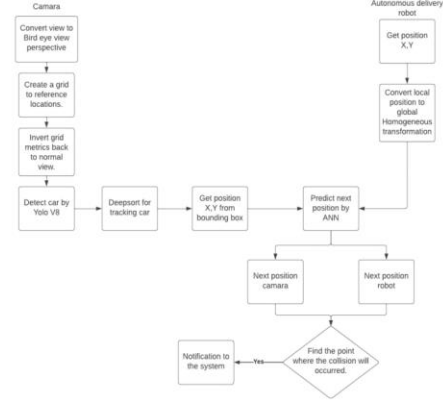 Camara
Convert view to
Bird eye view
perspective
Create a grid
to reference
locations.
Invert grid
metrics back
to normal
view.
Detect car by
Yolo V8
Deepsort for
tracking car
Get position
X,Y from
bounding box
Predict next
position by
ANN
Autonomous delivery
robot
Get position
X,Y
Convert local
position to
global
Homogeneous
transformation
Next position
camara
Next position
robot
Find the point
where the collision will
occurred.
Yes
Notification to
the system